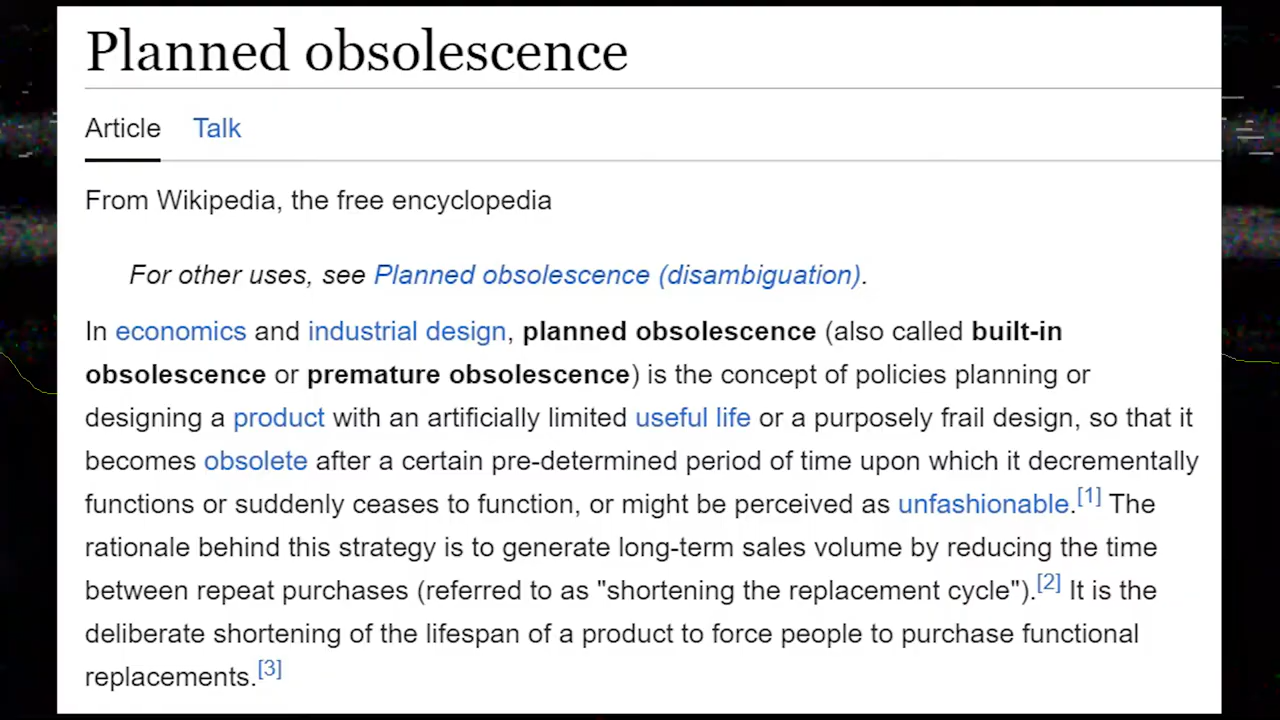 Planned obsolescence
Article Talk
From Wikipedia, the free encyclopedia
For other uses, see Planned obsolescence (disambiguation).
In economics and industrial design, planned obsolescence (also called built-in
obsolescence or premature obsolescence) is the concept of policies planning or
designing a product with an artificially limited useful life or a purposely frail design, so that it
becomes obsolete after a certain pre-determined period of time upon which it decrementally
functions or suddenly ceases to function, or might be perceived as unfashionable.[1] The
rationale behind this strategy is to generate long-term sales volume by reducing the time
between repeat purchases (referred to as "shortening the replacement cycle").[2] It is the
deliberate shortening of the lifespan of a product to force people to purchase functional
replacements.[3]